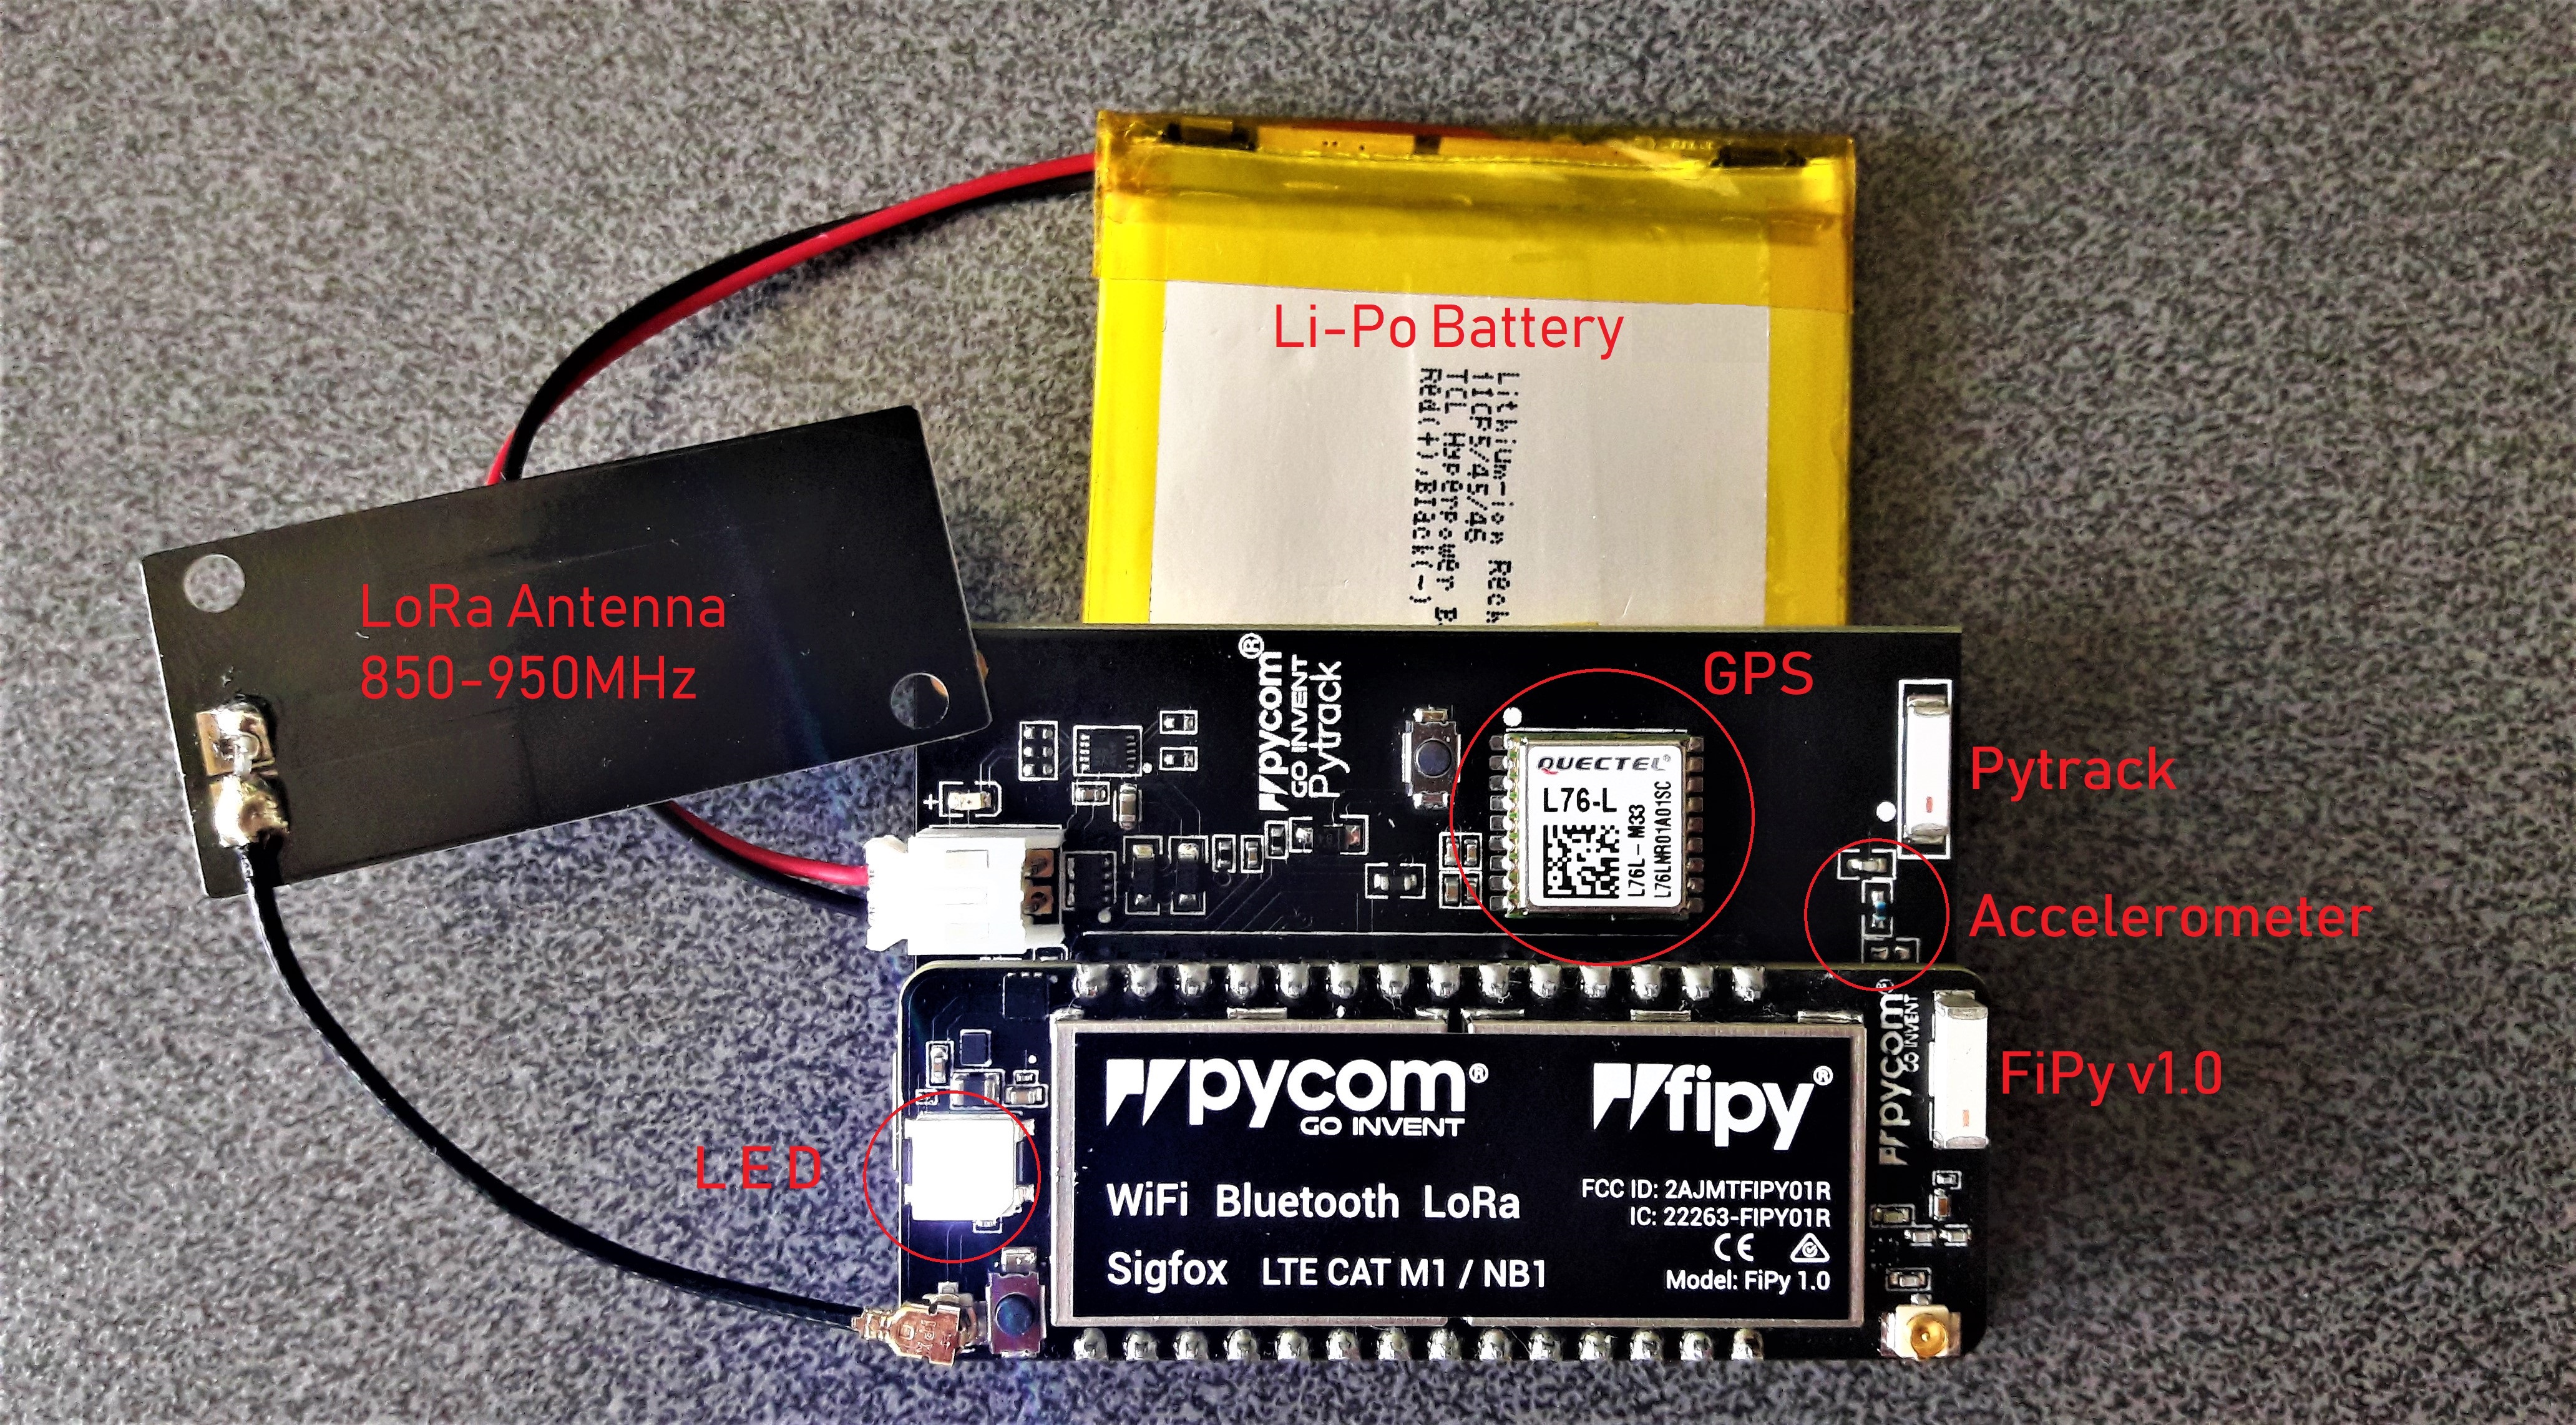 Li-Po Battery
Lithium-ion Rech
1ICP5/45/46
TCL Hyperpower B
Red(+),Black(-)
LoRa Antenna
850-950MHz
GPS
pycom®
GO INVENT
Pytrack
QUECTEL®
L76-L
L76L-M33
L76LNR01A01SC
+
Pytrack
Accelerometer
pycom®
GO INVENT
FiPy v1.0
LED
pycom®
GO INVENT
fipy®
WiFi Bluetooth LoRa
Sigfox LTE CAT M1 / NB1
FCC ID: 2AJMTFIPY01R
IC: 22263-FIPY01R
CE
Model: FiPy 1.0